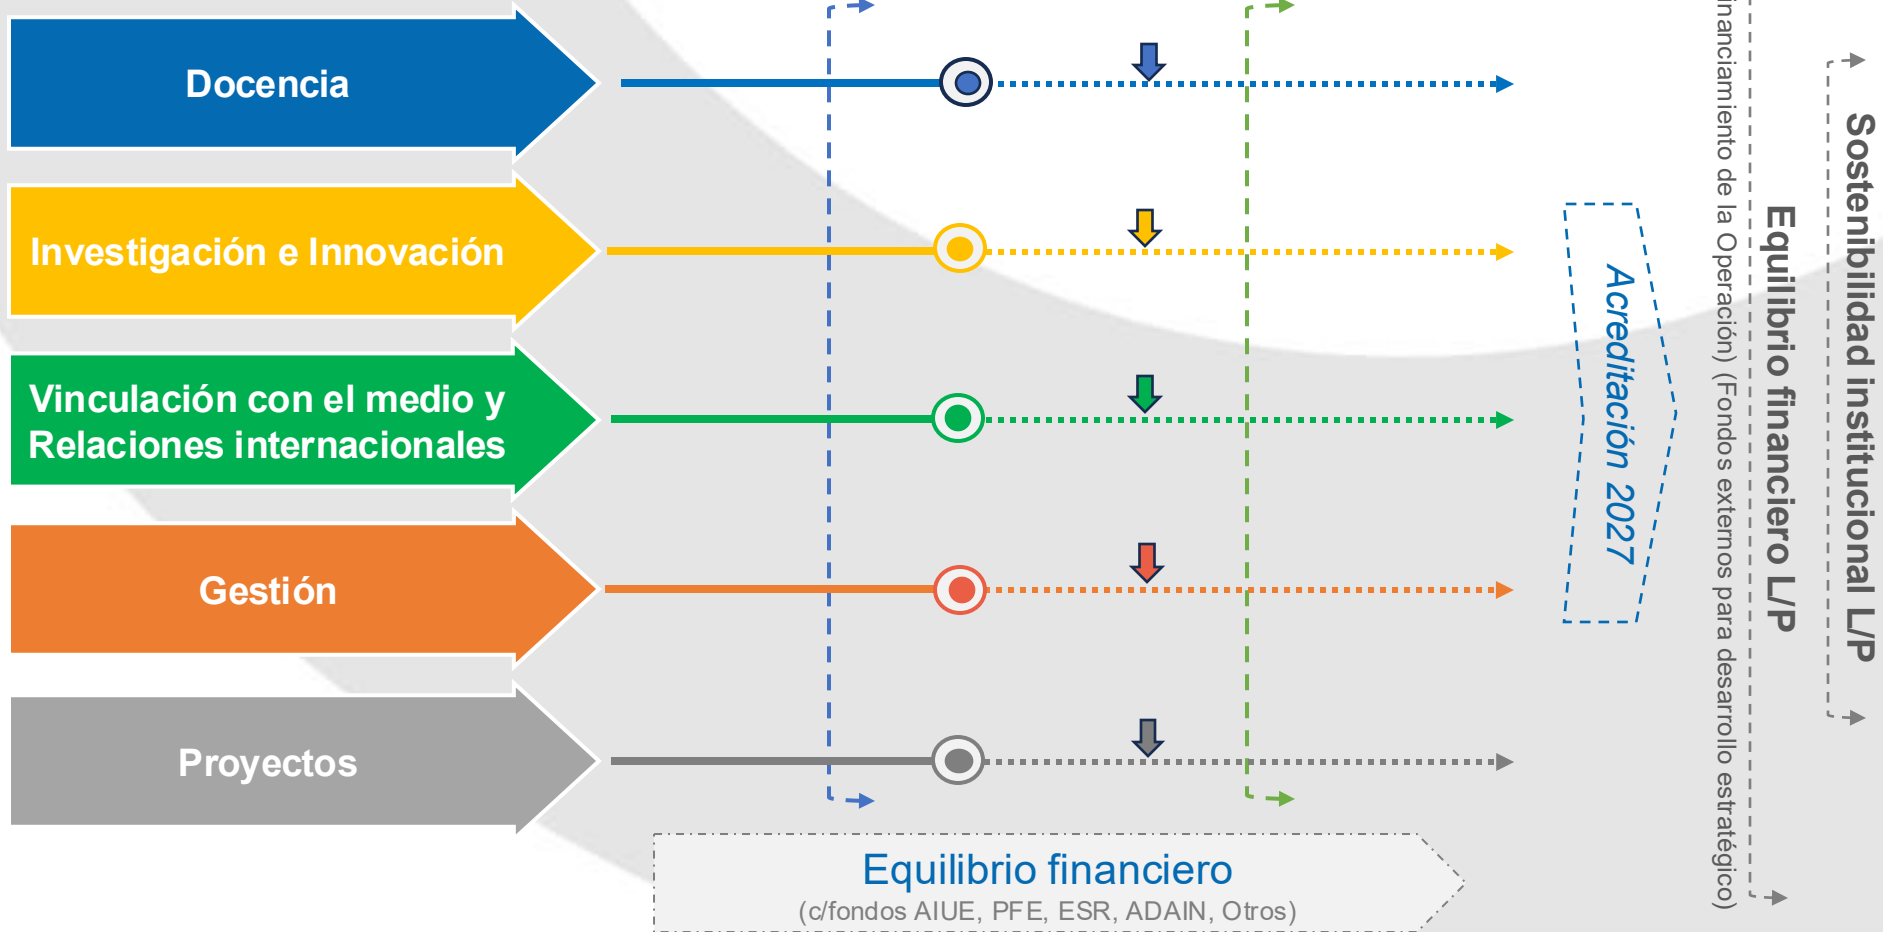 Docencia
Investigación e Innovación
Vinculación con el medio y
Relaciones internacionales
Gestión
Proyectos
Equilibrio financiero
(c/fondos AIUE, PFE, ESR, ADAIN, Otros)
Acreditación 2027
de la Operación) (Fondos externos para desarrollo estratégico)
Equilibrio financiero L/P
Sostenibilidad institucional L/P